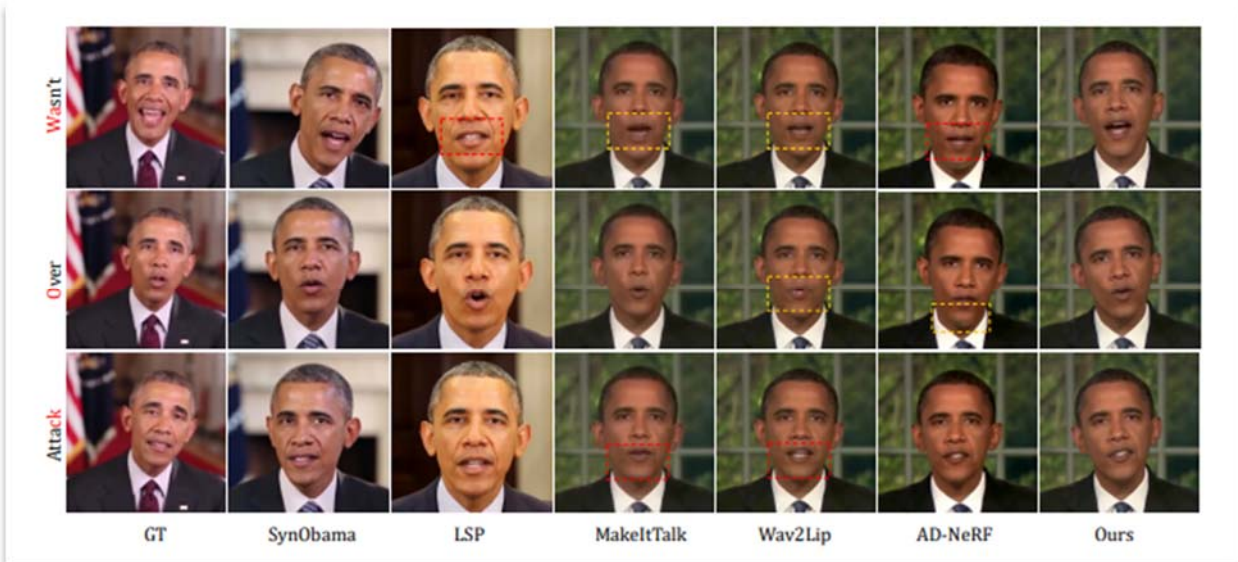 Wasn't
Over
Attack
GT SynObama LSP MakeItTalk Wav2Lip AD-NeRF Ours